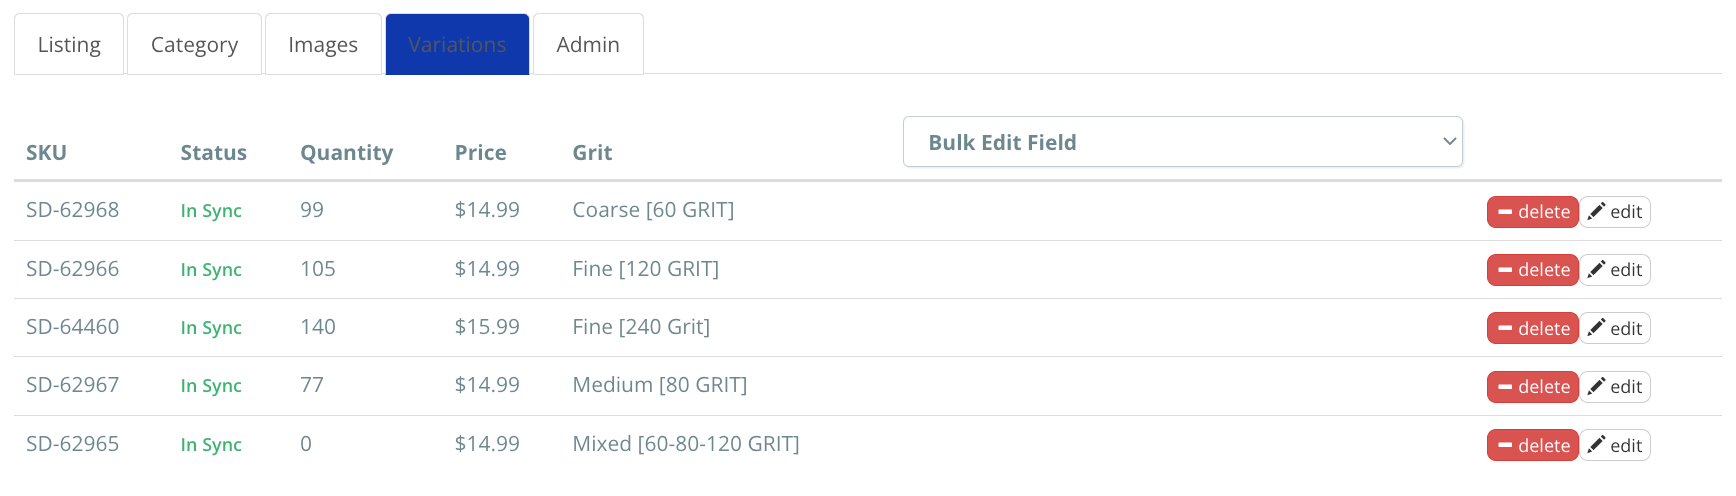 Listing Category Images Variations Admin
SKU Status Quantity Price Grit Bulk Edit Field
SD-62968 In Sync 99 $14.99 Coarse [60 GRIT] delete edit
SD-62966 In Sync 105 $14.99 Fine [120 GRIT] delete edit
SD-64460 In Sync 140 $15.99 Fine [240 Grit] delete edit
SD-62967 In Sync 77 $14.99 Medium [80 GRIT] delete edit
SD-62965 In Sync 0 $14.99 Mixed [60-80-120 GRIT] delete edit